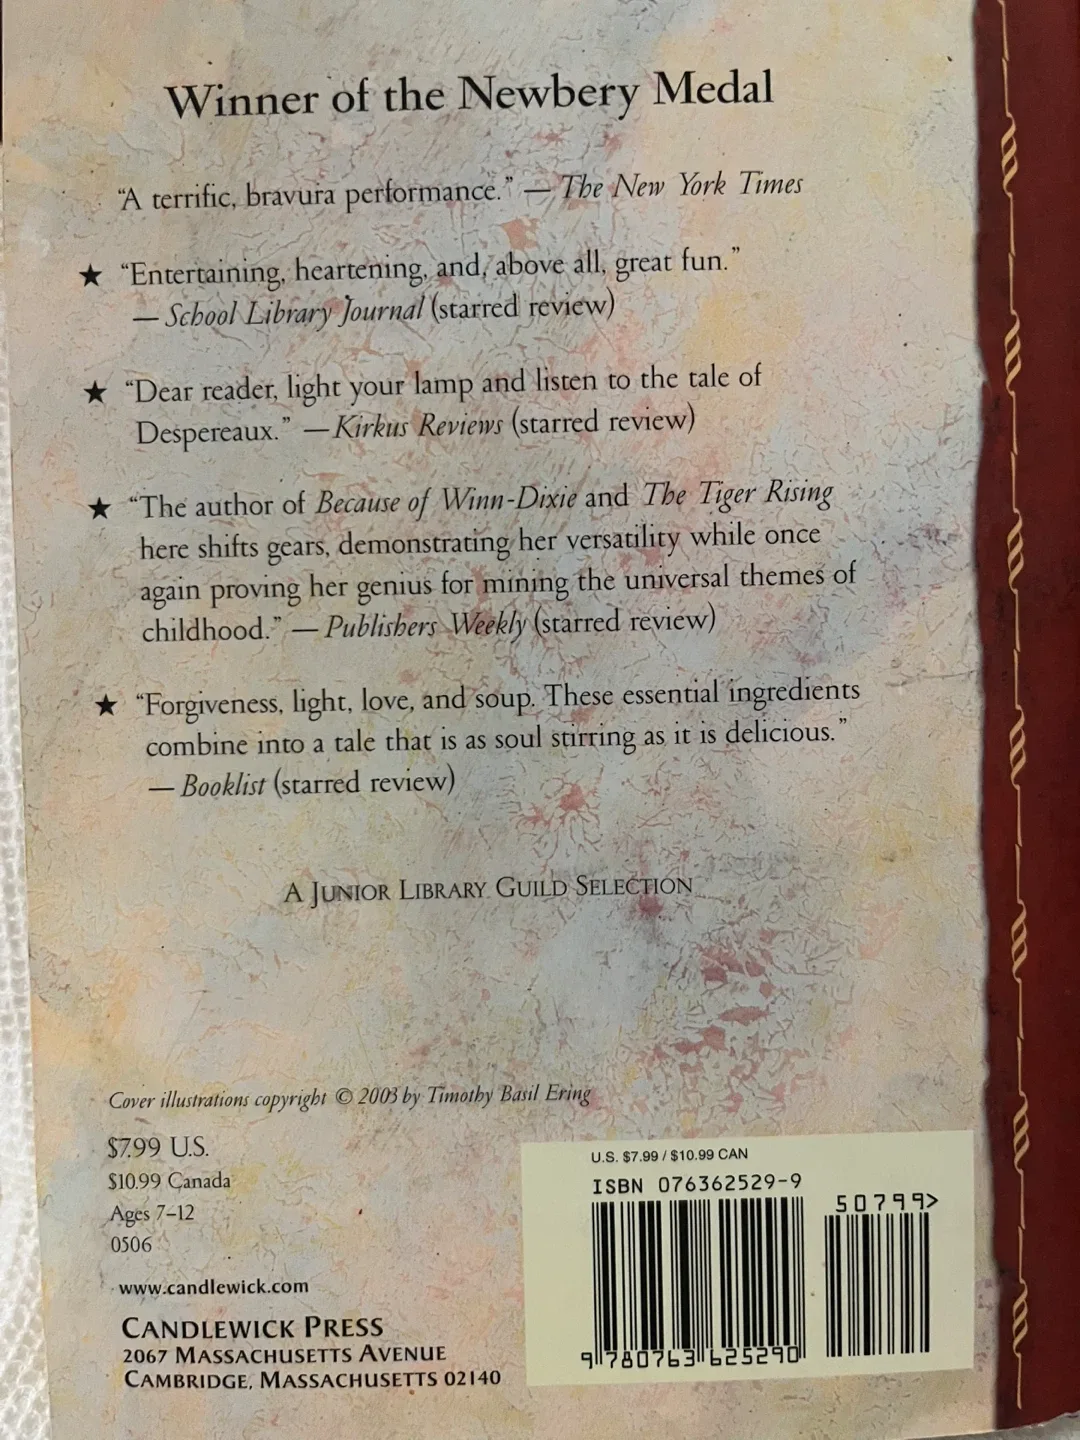 Winner of the Newbery Medal
“A terrific, bravura performance.” — The New York Times
★ “Entertaining, heartening, and, above all, great fun.”
— School Library Journal (starred review)
★ “Dear reader, light your lamp and listen to the tale of
Despereaux.” — Kirkus Reviews (starred review)
★ “The author of Because of Winn-Dixie and The Tiger Rising
here shifts gears, demonstrating her versatility while once
again proving her genius for mining the universal themes of
childhood.” — Publishers Weekly (starred review)
★ “Forgiveness, light, love, and soup. These essential ingredients
combine into a tale that is as soul stirring as it is delicious.”
— Booklist (starred review)
A Junior Library Guild Selection
Cover illustrations copyright © 2003 by Timothy Basil Ering
$7.99 U.S.
$10.99 Canada
Ages 7–12
0506
www.candlewick.com
CANDLEWICK PRESS
2067 MASSACHUSETTS AVENUE
CAMBRIDGE, MASSACHUSETTS 02140
U.S. $7.99 / $10.99 CAN
ISBN 076362529-9
50799>
9 780763 625290